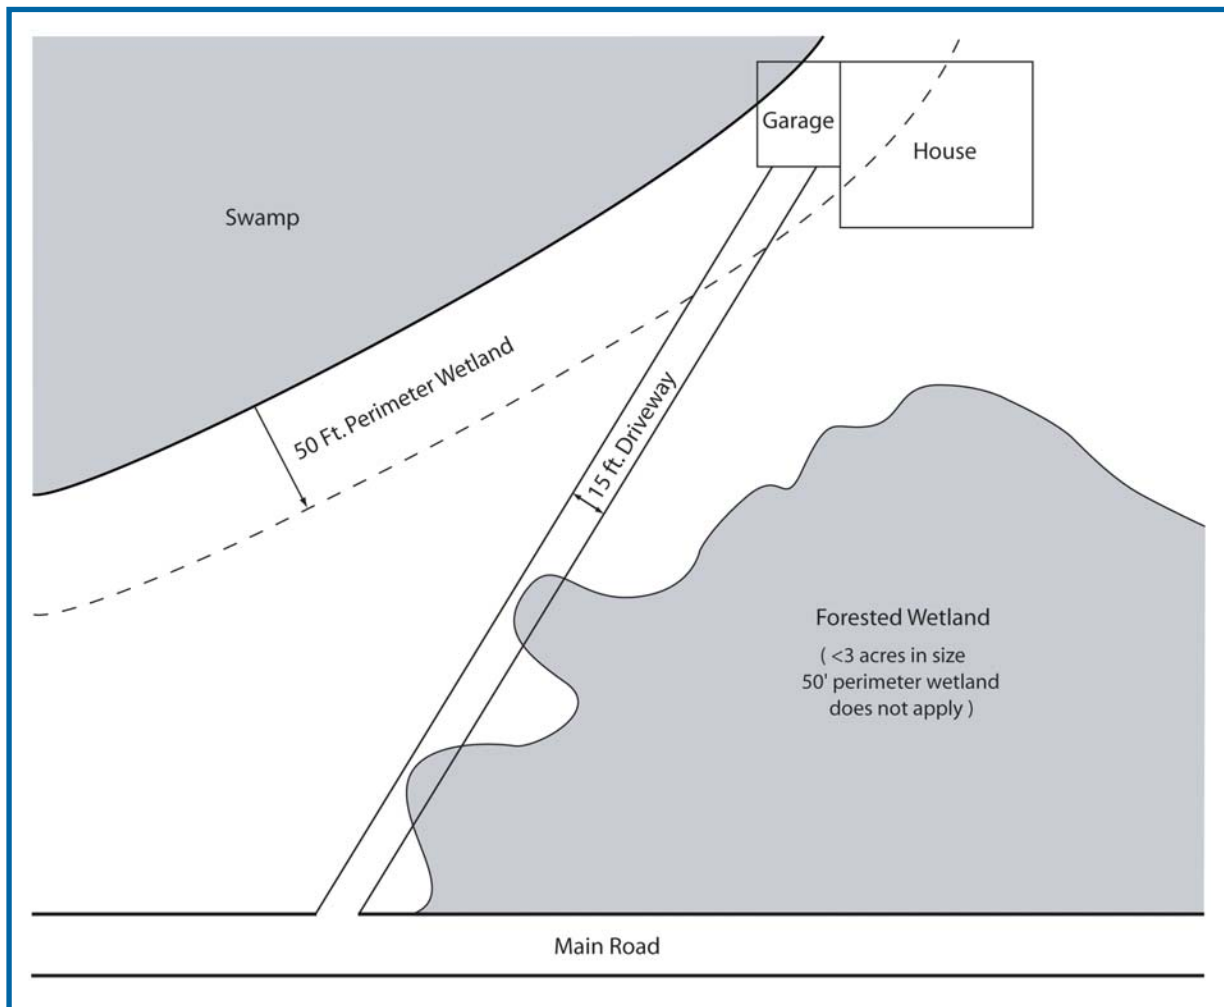 Garage
House
Swamp
50 Ft. Perimeter Wetland
15 ft. Driveway
Forested Wetland
( <3 acres in size
50' perimeter wetland
does not apply )
Main Road